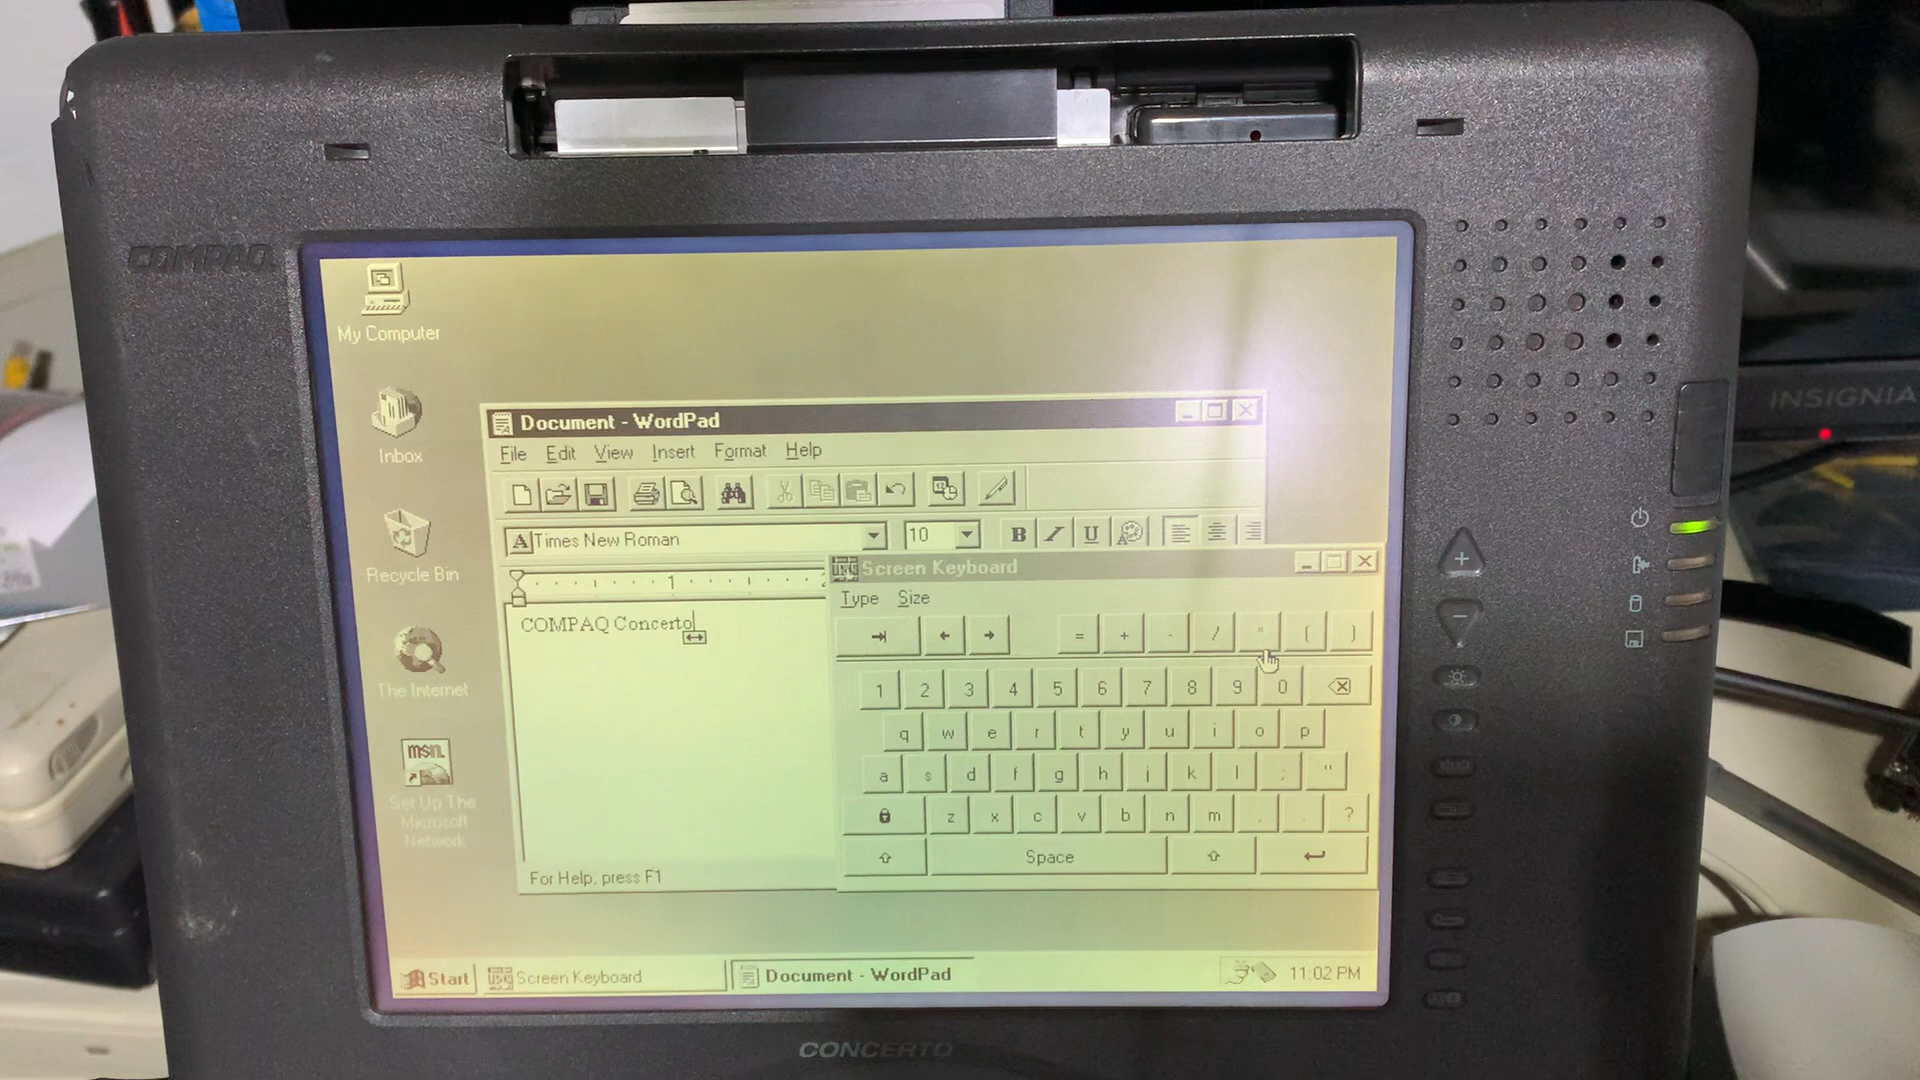 COMPAQ
INSIGNIA
My Computer
Inbox
Recycle Bin
The Internet
msn.
Set Up The
Microsoft
Network
Document - WordPad
File Edit View Insert Format Help
Times New Roman 10 B I U
1
COMPAQ Concerto
For Help, press F1
Screen Keyboard
Type Size
= + - / * ( )
1 2 3 4 5 6 7 8 9 0
q w e r t y u i o p
a s d f g h j k l ; "
z x c v b n m , . ?
Space
Start Screen Keyboard Document - WordPad 11:02 PM
CONCERTO